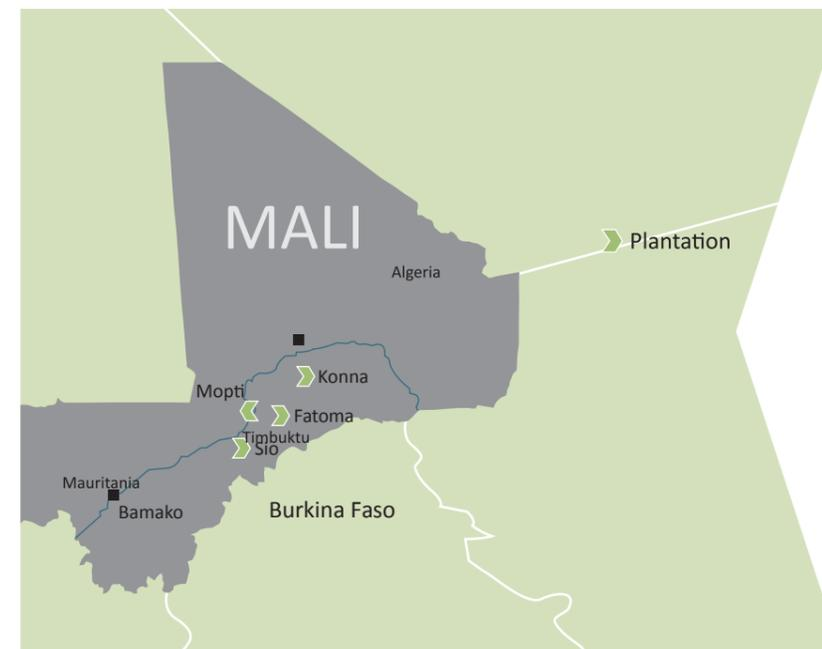 MALI
Plantation
Algeria
Konna
Mopti
Fatoma
Timbuktu
Sio
Mauritania
Bamako
Burkina Faso